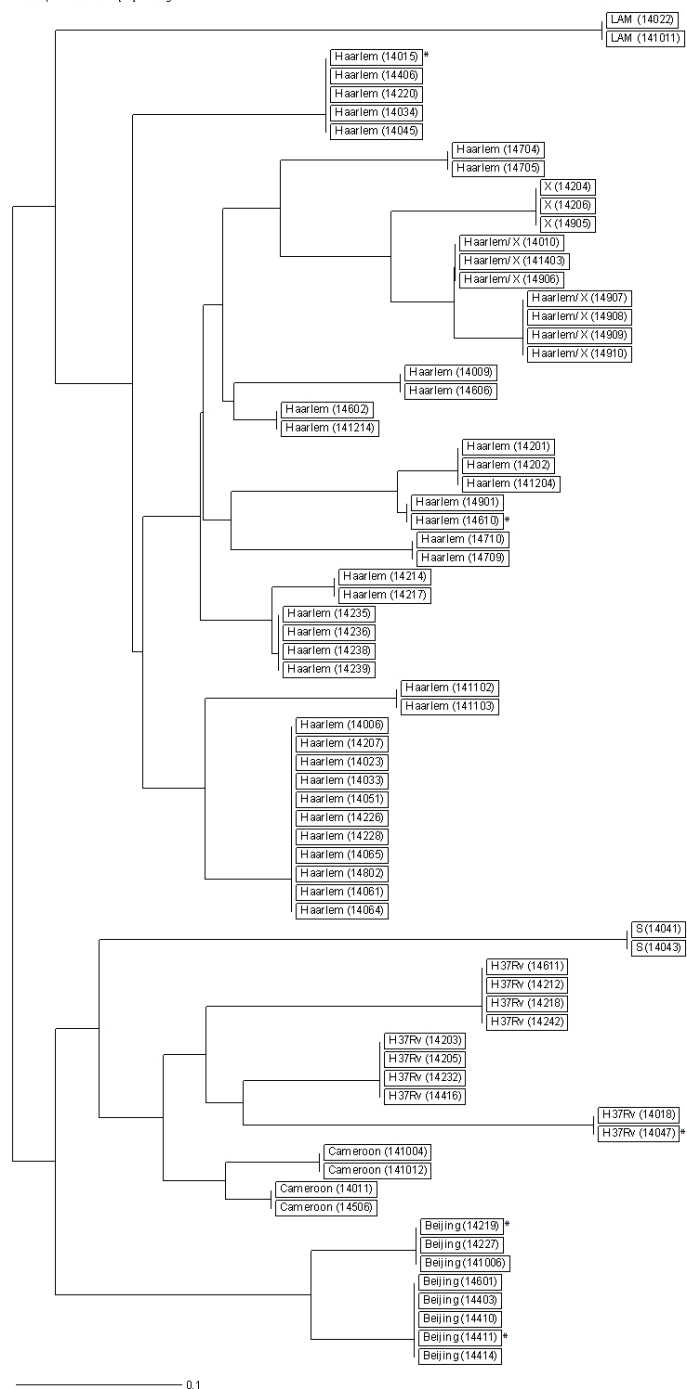 LAM (14022)
LAM (141011)
Haarlem (14015) *
Haarlem (14406)
Haarlem (14220)
Haarlem (14034)
Haarlem (14045)
Haarlem (14704)
Haarlem (14705)
X (14204)
X (14206)
X (14905)
Haarlem/X (14010)
Haarlem/X (141403)
Haarlem/X (14906)
Haarlem/X (14907)
Haarlem/X (14908)
Haarlem/X (14909)
Haarlem/X (14910)
Haarlem (14009)
Haarlem (14606)
Haarlem (14602)
Haarlem (141214)
Haarlem (14201)
Haarlem (14202)
Haarlem (141204)
Haarlem (14901)
Haarlem (14610) *
Haarlem (14710)
Haarlem (14709)
Haarlem (14214)
Haarlem (14217)
Haarlem (14235)
Haarlem (14236)
Haarlem (14238)
Haarlem (14239)
Haarlem (141102)
Haarlem (141103)
Haarlem (14006)
Haarlem (14207)
Haarlem (14023)
Haarlem (14033)
Haarlem (14051)
Haarlem (14226)
Haarlem (14228)
Haarlem (14065)
Haarlem (14802)
Haarlem (14061)
Haarlem (14064)
S (14041)
S (14043)
H37Rv (14611)
H37Rv (14212)
H37Rv (14218)
H37Rv (14242)
H37Rv (14203)
H37Rv (14205)
H37Rv (14232)
H37Rv (14416)
H37Rv (14018)
H37Rv (14047) *
Cameroon (141004)
Cameroon (141012)
Cameroon (14011)
Cameroon (14506)
Beijing (14219) *
Beijing (14227)
Beijing (141006)
Beijing (14601)
Beijing (14403)
Beijing (14410)
Beijing (14411) *
Beijing (14414)
0.1